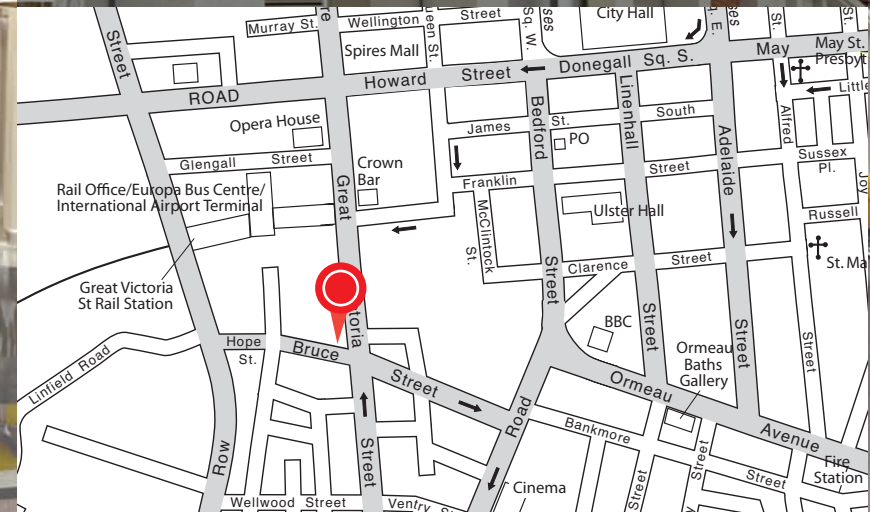 Murray St.
Wellington
Street
City Hall
Sq. W.
Spires Mall
Howard Street
Donegall Sq. S.
May
May St.
Presbyt
ROAD
Street
Opera House
Glengall Street
Crown
Bar
James St.
PO
South
Street
Little
Alfred
Street
Sussex
Pl.
Joy
Russell
Franklin
McClintock
St.
Bedford
Street
Linenhall
Street
Adelaide
Street
Ulster Hall
Clarence Street
St. Ma
Rail Office/Europa Bus Centre/
International Airport Terminal
Great Victoria
St Rail Station
Great
toria
Street
Hope
St.
Bruce
Street
Linfield Road
Row
BBC
Ormeau
Baths
Gallery
Ormeau
Avenue
Bankmore
Street
Street
Street
Road
Cinema
Fire
Station
Wellwood Street
Ventry